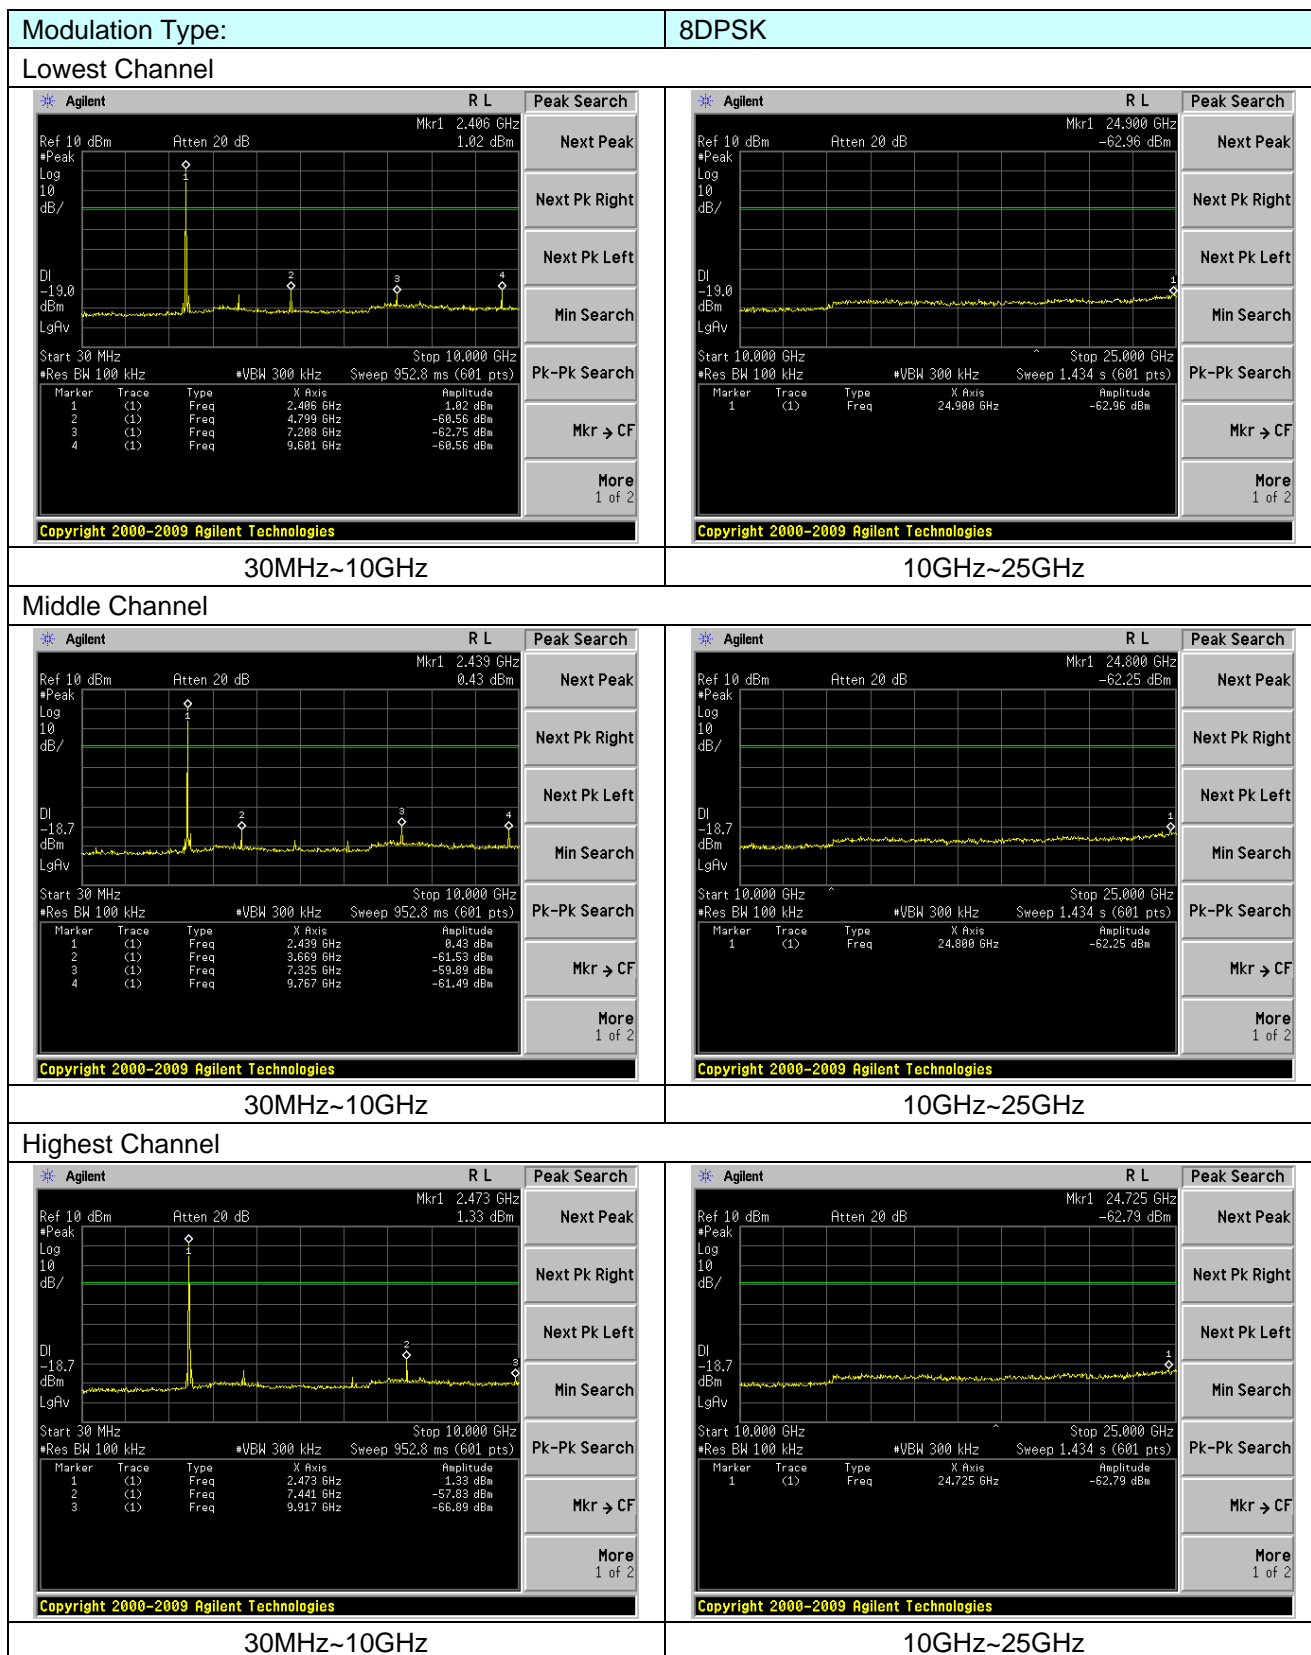 Modulation Type: 8DPSK
Lowest Channel
Agilent R L Peak Search
Mkr1 2.406 GHz
Ref 10 dBm Atten 20 dB 1.02 dBm Next Peak
#Peak
Log
1
10 Next Pk Right
dB/
Next Pk Left
DI 2 3 4
-19.0
dBm Min Search
LgAv
Start 30 MHz Stop 10.000 GHz
#Res BW 100 kHz #VBW 300 kHz Sweep 952.8 ms (601 pts) Pk-Pk Search
Marker Trace Type X Axis Amplitude
1 (1) Freq 2.406 GHz 1.02 dBm
2 (1) Freq 4.799 GHz -60.56 dBm
3 (1) Freq 7.208 GHz -62.75 dBm Mkr → CF
4 (1) Freq 9.601 GHz -60.56 dBm
More
1 of 2
Copyright 2000-2009 Agilent Technologies
30MHz~10GHz
Agilent R L Peak Search
Mkr1 24.900 GHz
Ref 10 dBm Atten 20 dB -62.96 dBm Next Peak
#Peak
Log
10 Next Pk Right
dB/
Next Pk Left
DI 1
-19.0
dBm Min Search
LgAv
Start 10.000 GHz ^ Stop 25.000 GHz
#Res BW 100 kHz #VBW 300 kHz Sweep 1.434 s (601 pts) Pk-Pk Search
Marker Trace Type X Axis Amplitude
1 (1) Freq 24.900 GHz -62.96 dBm
Mkr → CF
More
1 of 2
Copyright 2000-2009 Agilent Technologies
10GHz~25GHz
Middle Channel
Agilent R L Peak Search
Mkr1 2.439 GHz
Ref 10 dBm Atten 20 dB 0.43 dBm Next Peak
#Peak
Log
1
10 Next Pk Right
dB/
Next Pk Left
DI 2 3 4
-18.7
dBm Min Search
LgAv
Start 30 MHz Stop 10.000 GHz
#Res BW 100 kHz #VBW 300 kHz Sweep 952.8 ms (601 pts) Pk-Pk Search
Marker Trace Type X Axis Amplitude
1 (1) Freq 2.439 GHz 0.43 dBm
2 (1) Freq 3.669 GHz -61.53 dBm
3 (1) Freq 7.325 GHz -59.89 dBm Mkr → CF
4 (1) Freq 9.767 GHz -61.49 dBm
More
1 of 2
Copyright 2000-2009 Agilent Technologies
30MHz~10GHz
Agilent R L Peak Search
Mkr1 24.800 GHz
Ref 10 dBm Atten 20 dB -62.25 dBm Next Peak
#Peak
Log
10 Next Pk Right
dB/
Next Pk Left
DI 1
-18.7
dBm Min Search
LgAv
Start 10.000 GHz ^ Stop 25.000 GHz
#Res BW 100 kHz #VBW 300 kHz Sweep 1.434 s (601 pts) Pk-Pk Search
Marker Trace Type X Axis Amplitude
1 (1) Freq 24.800 GHz -62.25 dBm
Mkr → CF
More
1 of 2
Copyright 2000-2009 Agilent Technologies
10GHz~25GHz
Highest Channel
Agilent R L Peak Search
Mkr1 2.473 GHz
Ref 10 dBm Atten 20 dB 1.33 dBm Next Peak
#Peak
Log
1
10 Next Pk Right
dB/
Next Pk Left
DI 2 3
-18.7
dBm Min Search
LgAv
Start 30 MHz Stop 10.000 GHz
#Res BW 100 kHz #VBW 300 kHz Sweep 952.8 ms (601 pts) Pk-Pk Search
Marker Trace Type X Axis Amplitude
1 (1) Freq 2.473 GHz 1.33 dBm
2 (1) Freq 7.441 GHz -57.83 dBm
3 (1) Freq 9.917 GHz -66.89 dBm
Mkr → CF
More
1 of 2
Copyright 2000-2009 Agilent Technologies
30MHz~10GHz
Agilent R L Peak Search
Mkr1 24.725 GHz
Ref 10 dBm Atten 20 dB -62.79 dBm Next Peak
#Peak
Log
10 Next Pk Right
dB/
Next Pk Left
DI 1
-18.7
dBm Min Search
LgAv
Start 10.000 GHz ^ Stop 25.000 GHz
#Res BW 100 kHz #VBW 300 kHz Sweep 1.434 s (601 pts) Pk-Pk Search
Marker Trace Type X Axis Amplitude
1 (1) Freq 24.725 GHz -62.79 dBm
Mkr → CF
More
1 of 2
Copyright 2000-2009 Agilent Technologies
10GHz~25GHz